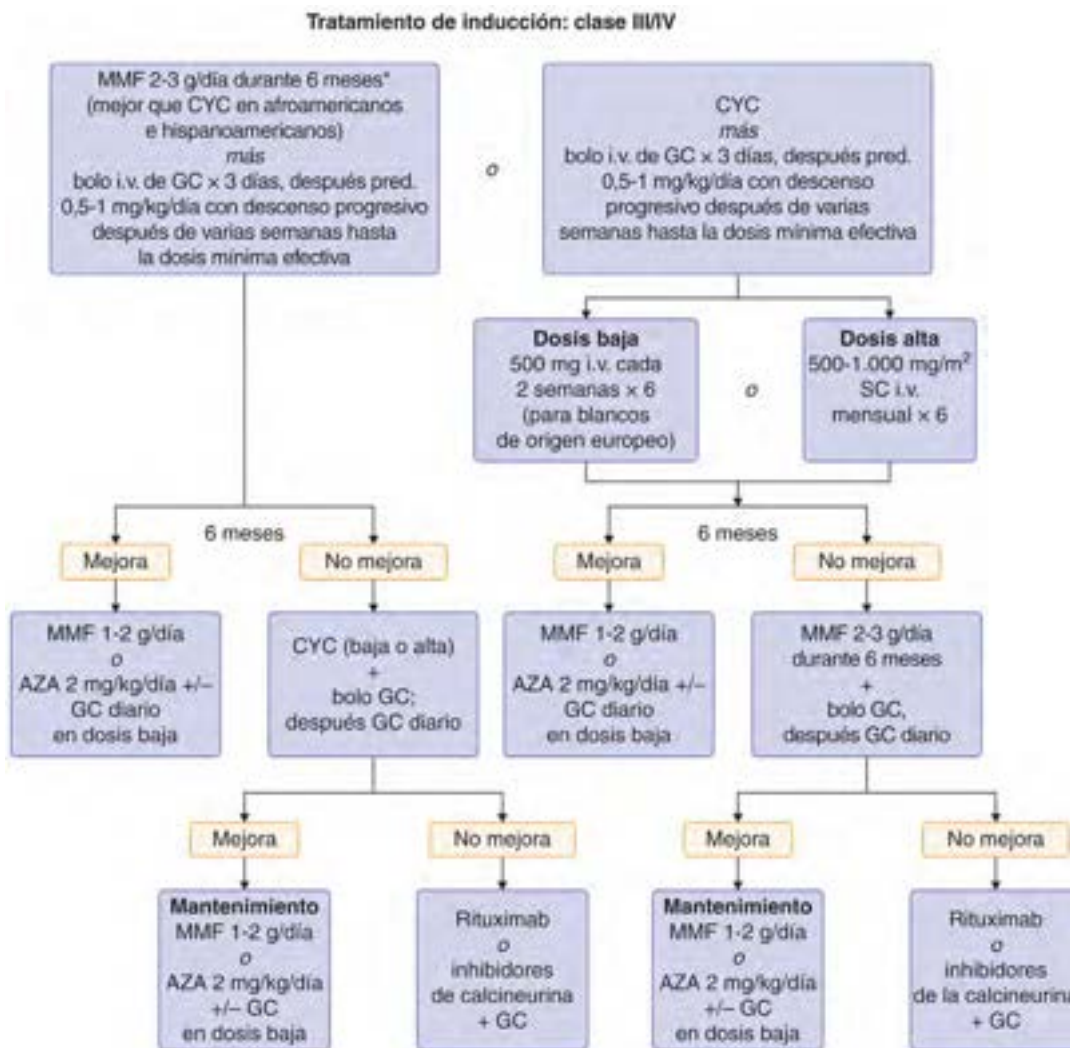 Tratamiento de inducción: clase III/IV
MMF 2-3 g/día durante 6 meses*
(mejor que CYC en afroamericanos
e hispanoamericanos)
más
bolo i.v. de GC × 3 días, después pred.
0,5-1 mg/kg/día con descenso progresivo
después de varias semanas hasta
la dosis mínima efectiva
o
CYC
más
bolo i.v. de GC × 3 días, después pred.
0,5-1 mg/kg/día con descenso
progresivo después de varias
semanas hasta la dosis mínima efectiva
Dosis baja
500 mg i.v. cada
2 semanas × 6
(para blancos
de origen europeo)
o
Dosis alta
500-1.000 mg/m²
SC i.v.
mensual × 6
6 meses
Mejora
No mejora
6 meses
Mejora
No mejora
MMF 1-2 g/día
o
AZA 2 mg/kg/día +/–
GC diario
en dosis baja
CYC (baja o alta)
+
bolo GC;
después GC diario
MMF 1-2 g/día
o
AZA 2 mg/kg/día +/–
GC diario
en dosis baja
MMF 2-3 g/día
durante 6 meses
+
bolo GC,
después GC diario
Mejora
No mejora
Mejora
No mejora
Mantenimiento
MMF 1-2 g/día
o
AZA 2 mg/kg/día
+/– GC
en dosis baja
Rituximab
o
inhibidores
de calcineurina
+ GC
Mantenimiento
MMF 1-2 g/día
o
AZA 2 mg/kg/día
+/– GC
en dosis baja
Rituximab
o
inhibidores
de la calcineurina
+ GC